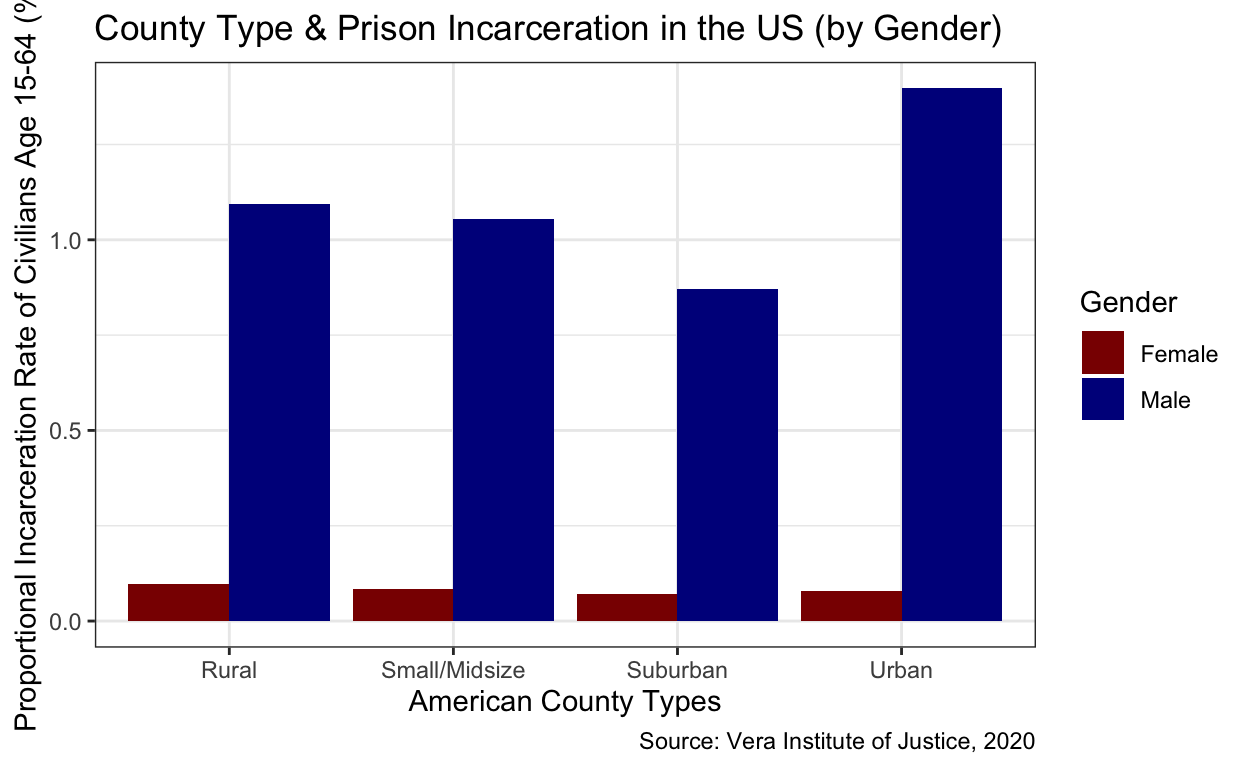 County Type & Prison Incarceration in the US (by Gender)
Proportional Incarceration Rate of Civilians Age 15-64 (%
1.0
0.5
0.0
Rural Small/Midsize Suburban Urban
American County Types
Gender
Female
Male
Source: Vera Institute of Justice, 2020